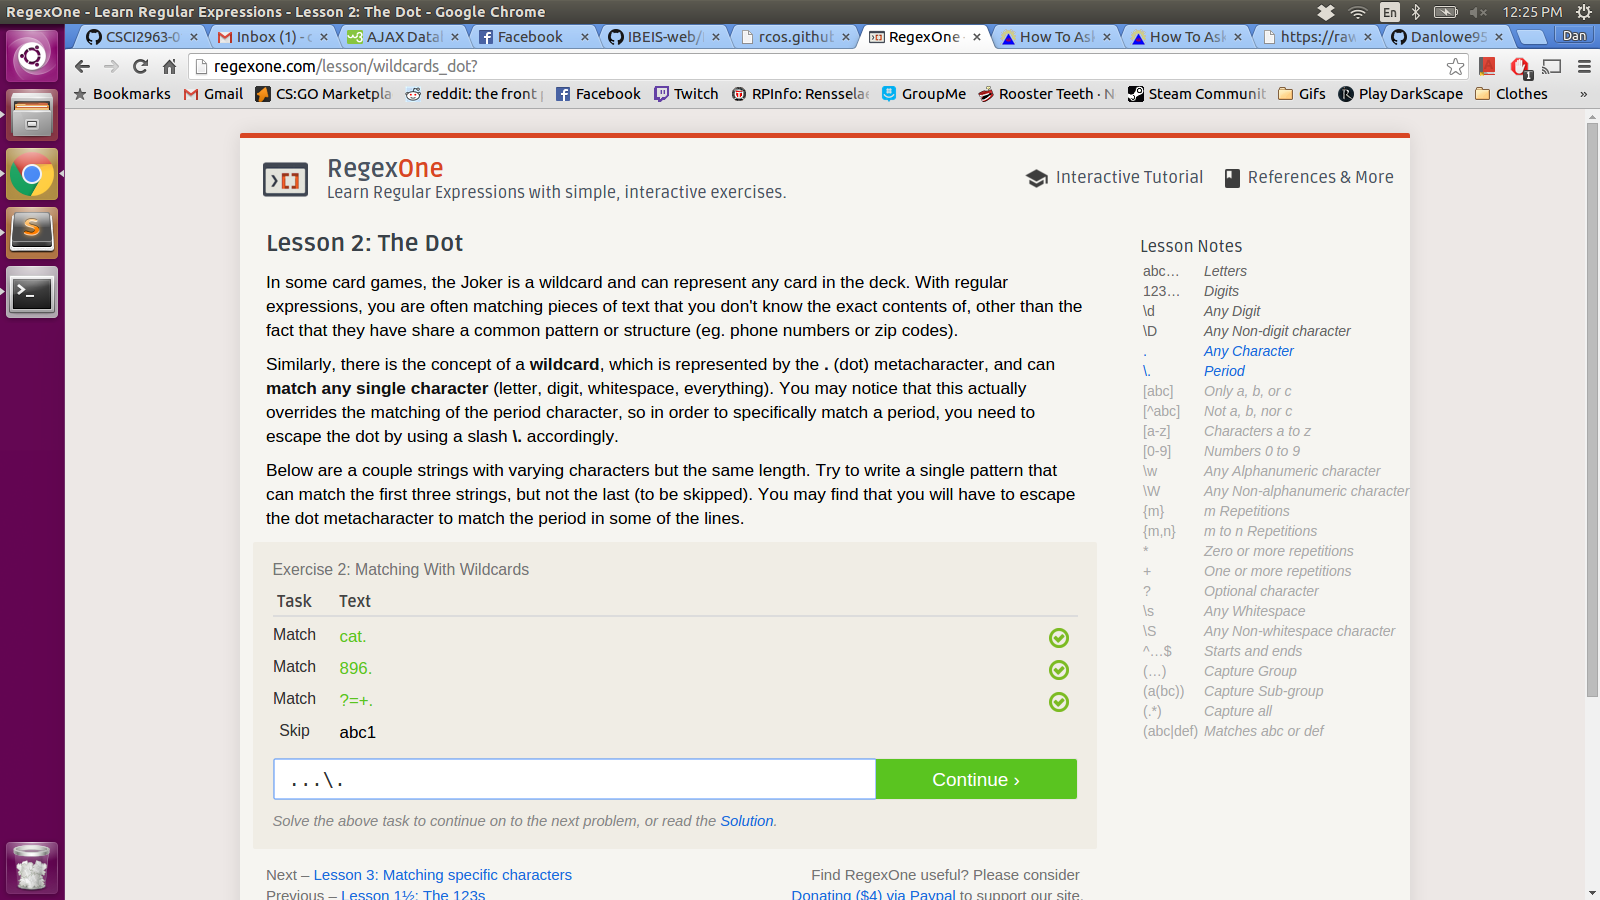 RegexOne - Learn Regular Expressions - Lesson 2: The Dot - Google Chrome
En
12:25 PM
CSCI2963-0
Inbox (1) - 
AJAX Data
Facebook
IBEIS-web/
rcos.github
RegexOne
How To Ask
How To Ask
https://raw
Danlowe95
Dan
regexone.com/lesson/wildcards_dot?
1
Bookmarks
Gmail
CS:GO Marketpla
reddit: the front
Facebook
Twitch
RPInfo: Rensselae
GroupMe
Rooster Teeth · N
Steam Communit
Gifs
Play DarkScape
Clothes
»
RegexOne
Learn Regular Expressions with simple, interactive exercises.
Interactive Tutorial
References & More
Lesson 2: The Dot
In some card games, the Joker is a wildcard and can represent any card in the deck. With regular
expressions, you are often matching pieces of text that you don't know the exact contents of, other than the
fact that they have share a common pattern or structure (eg. phone numbers or zip codes).
Similarly, there is the concept of a wildcard, which is represented by the . (dot) metacharacter, and can
match any single character (letter, digit, whitespace, everything). You may notice that this actually
overrides the matching of the period character, so in order to specifically match a period, you need to
escape the dot by using a slash \. accordingly.
Below are a couple strings with varying characters but the same length. Try to write a single pattern that
can match the first three strings, but not the last (to be skipped). You may find that you will have to escape
the dot metacharacter to match the period in some of the lines.
Exercise 2: Matching With Wildcards
Task Text
Match cat.
Match 896.
Match ?=+.
Skip abc1
...\.
Continue ›
Solve the above task to continue on to the next problem, or read the Solution.
Next – Lesson 3: Matching specific characters
Previous – Lesson 1½: The 123s
Find RegexOne useful? Please consider
Donating ($4) via Paypal to support our site.
Lesson Notes
abc… Letters
123… Digits
\d Any Digit
\D Any Non-digit character
. Any Character
\. Period
[abc] Only a, b, or c
[^abc] Not a, b, nor c
[a-z] Characters a to z
[0-9] Numbers 0 to 9
\w Any Alphanumeric character
\W Any Non-alphanumeric character
{m} m Repetitions
{m,n} m to n Repetitions
* Zero or more repetitions
+ One or more repetitions
? Optional character
\s Any Whitespace
\S Any Non-whitespace character
^…$ Starts and ends
(…) Capture Group
(a(bc)) Capture Sub-group
(.*) Capture all
(abc|def) Matches abc or def